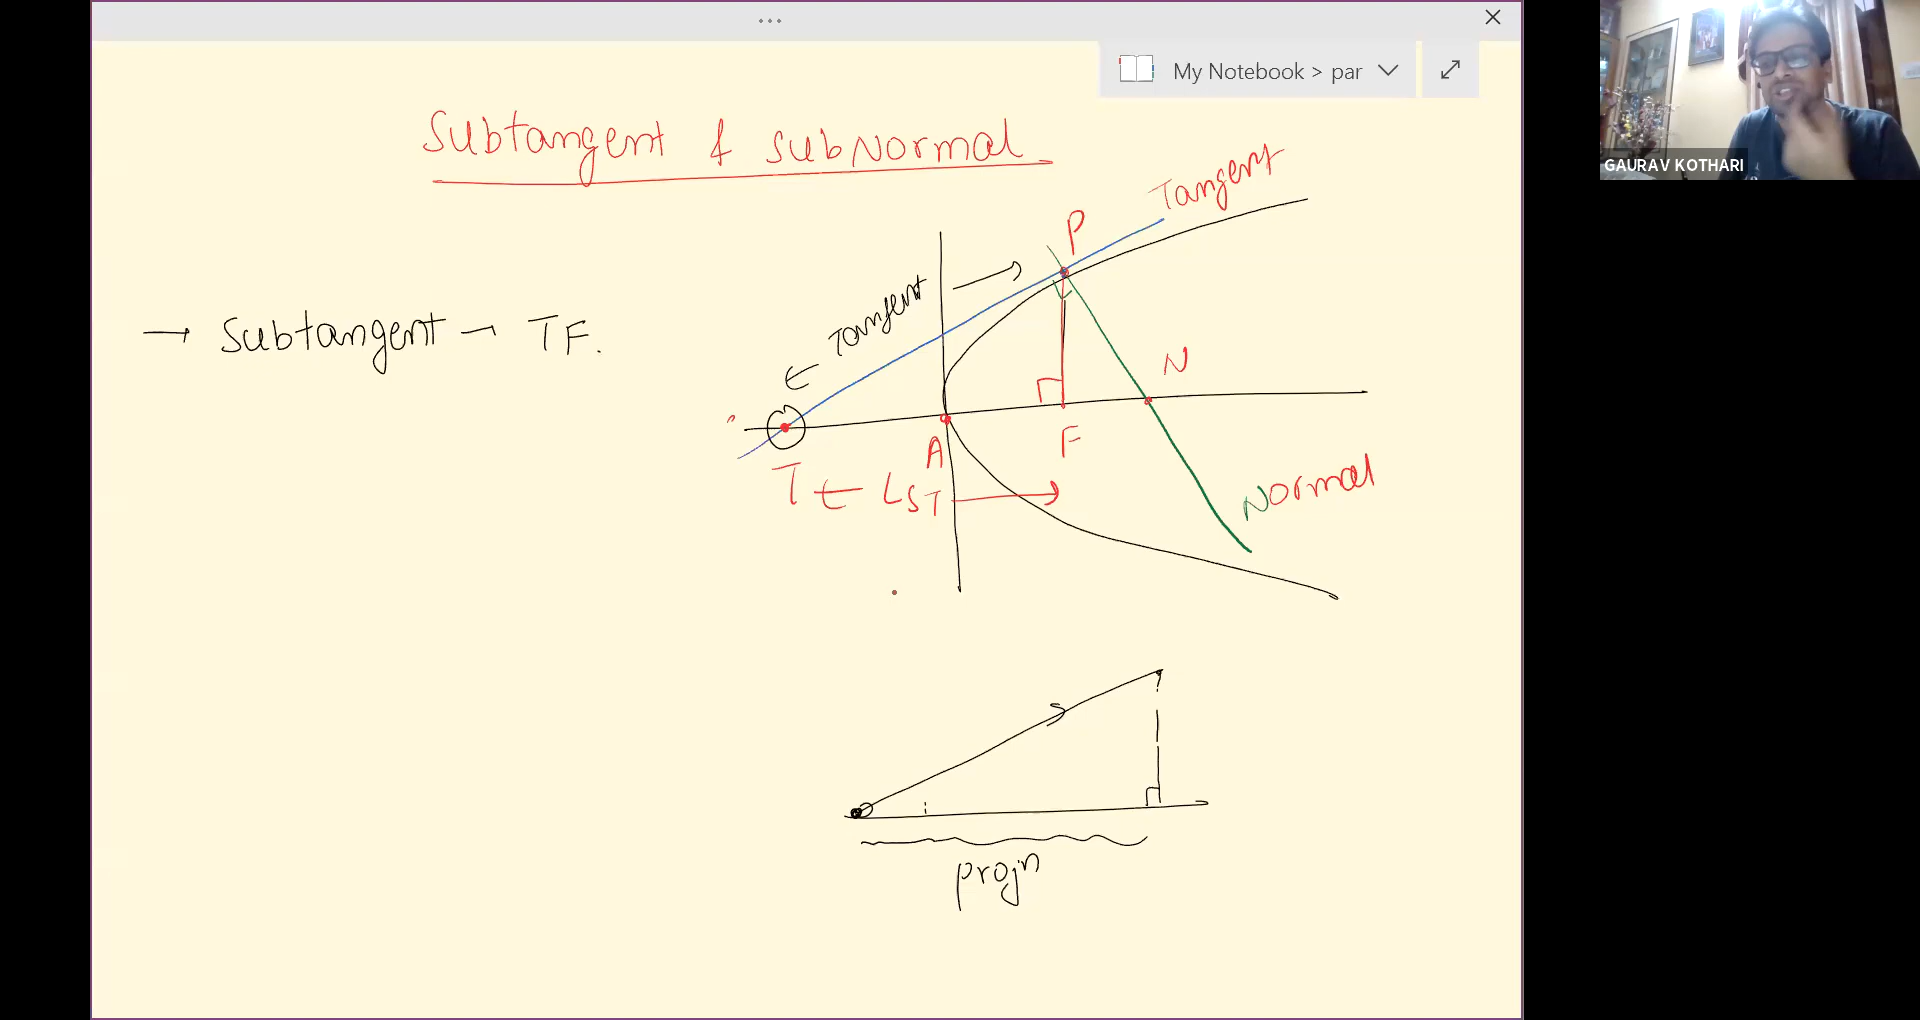 My Notebook > par
GAURAV KOTHARI
Subtangent & subNormal
Tangent
P
Tangent
→ Subtangent → TF.
N
A
F
T ← LST →
Normal
projn